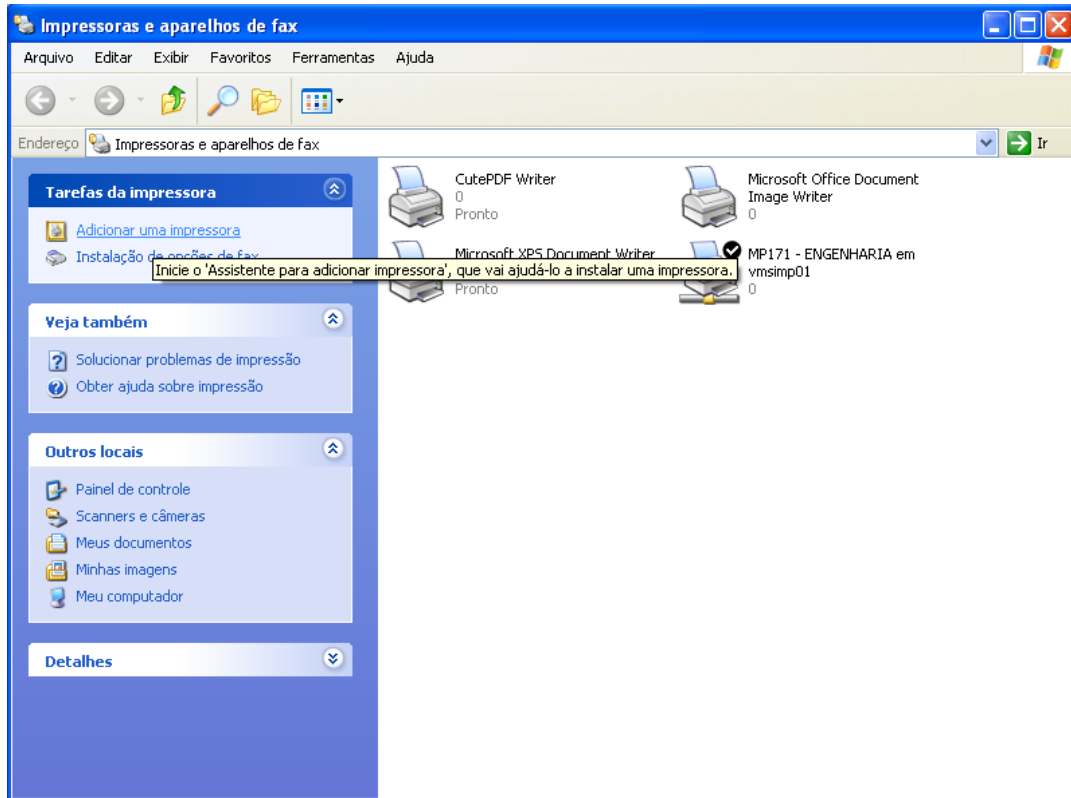 Impressoras e aparelhos de fax
Arquivo Editar Exibir Favoritos Ferramentas Ajuda
Endereço Impressoras e aparelhos de fax Ir
Tarefas da impressora
Adicionar uma impressora
Instalação de opções de fax
Inicie o 'Assistente para adicionar impressora', que vai ajudá-lo a instalar uma impressora.
Veja também
Solucionar problemas de impressão
Obter ajuda sobre impressão
Outros locais
Painel de controle
Scanners e câmeras
Meus documentos
Minhas imagens
Meu computador
Detalhes
CutePDF Writer
0
Pronto
Microsoft Office Document
Image Writer
0
Microsoft XPS Document Writer
Pronto
MP171 - ENGENHARIA em
vmsimp01
0